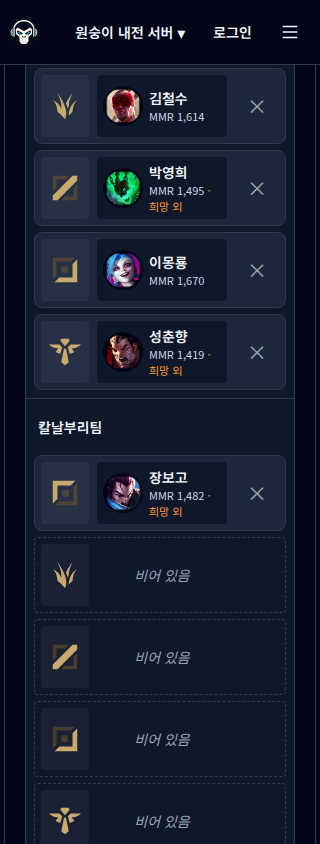 원숭이 내전 서버 ▾
로그인
김철수
MMR 1,614
박영희
MMR 1,495 ·
희망 외
이몽룡
MMR 1,670
성춘향
MMR 1,419 ·
희망 외
칼날부리팀
장보고
MMR 1,482 ·
희망 외
비어 있음
비어 있음
비어 있음
비어 있음